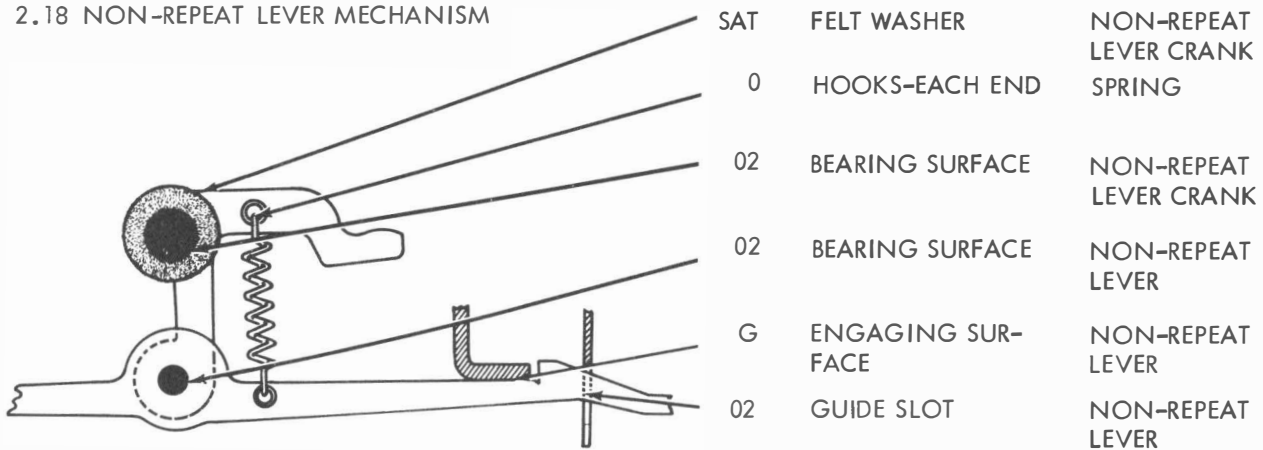 2.18 NON-REPEAT LEVER MECHANISM
SAT FELT WASHER NON-REPEAT
LEVER CRANK
0 HOOKS-EACH END SPRING
02 BEARING SURFACE NON-REPEAT
LEVER CRANK
02 BEARING SURFACE NON-REPEAT
LEVER
G ENGAGING SUR- NON-REPEAT
FACE LEVER
02 GUIDE SLOT NON-REPEAT
LEVER